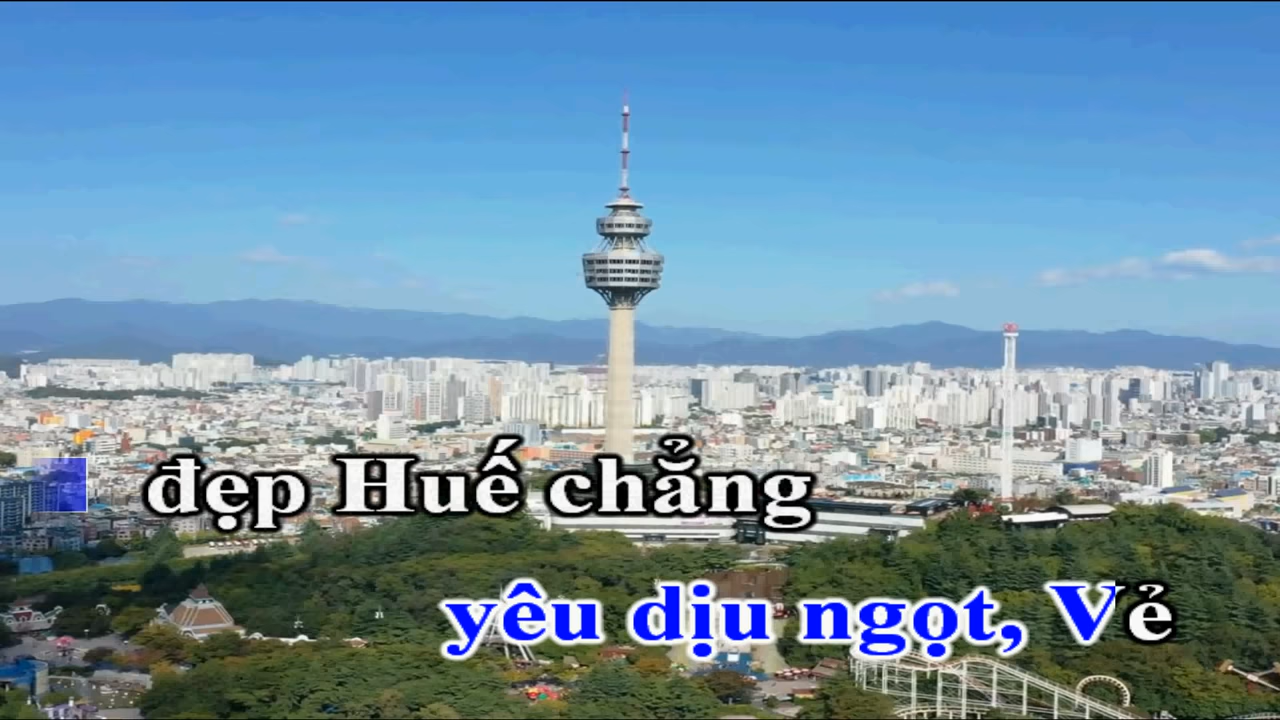 đẹp Huế chẳng
yêu dịu ngọt, Vẻ